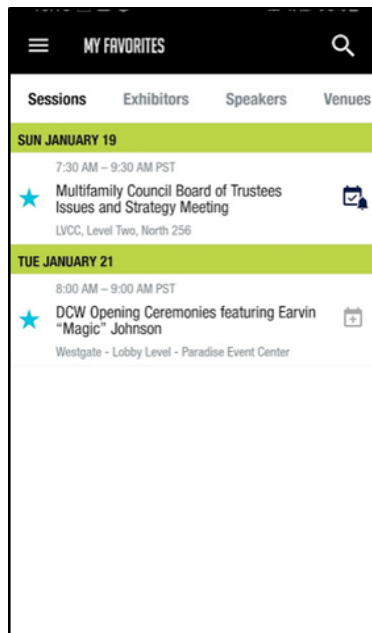 MY FAVORITES
Sessions Exhibitors Speakers Venues
SUN JANUARY 19
7:30 AM – 9:30 AM PST
Multifamily Council Board of Trustees
Issues and Strategy Meeting
LVCC, Level Two, North 256
TUE JANUARY 21
8:00 AM – 9:00 AM PST
DCW Opening Ceremonies featuring Earvin
“Magic” Johnson
Westgate - Lobby Level - Paradise Event Center